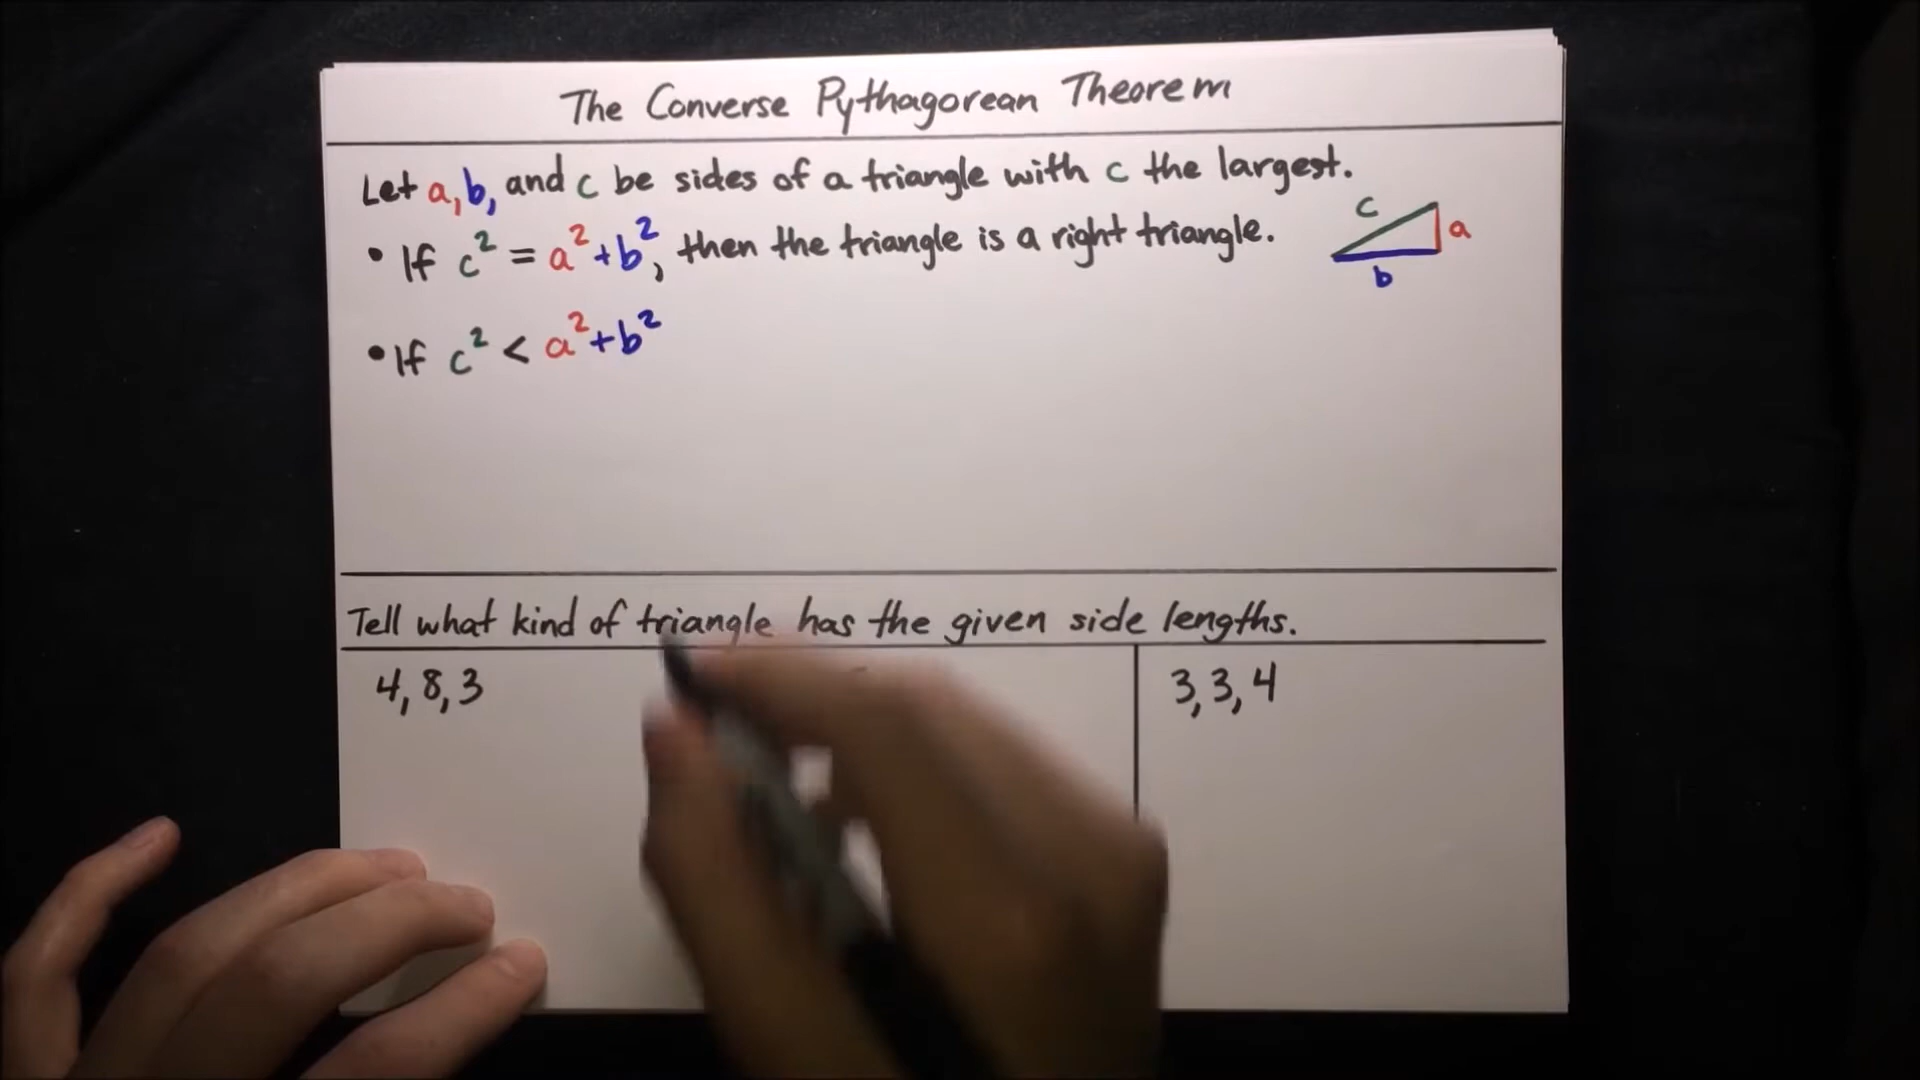 The Converse Pythagorean Theorem
Let a, b, and c be sides of a triangle with c the largest.
• If c² = a² + b², then the triangle is a right triangle.
c
a
b
• If c² < a² + b²
Tell what kind of triangle has the given side lengths.
4, 8, 3
3, 3, 4